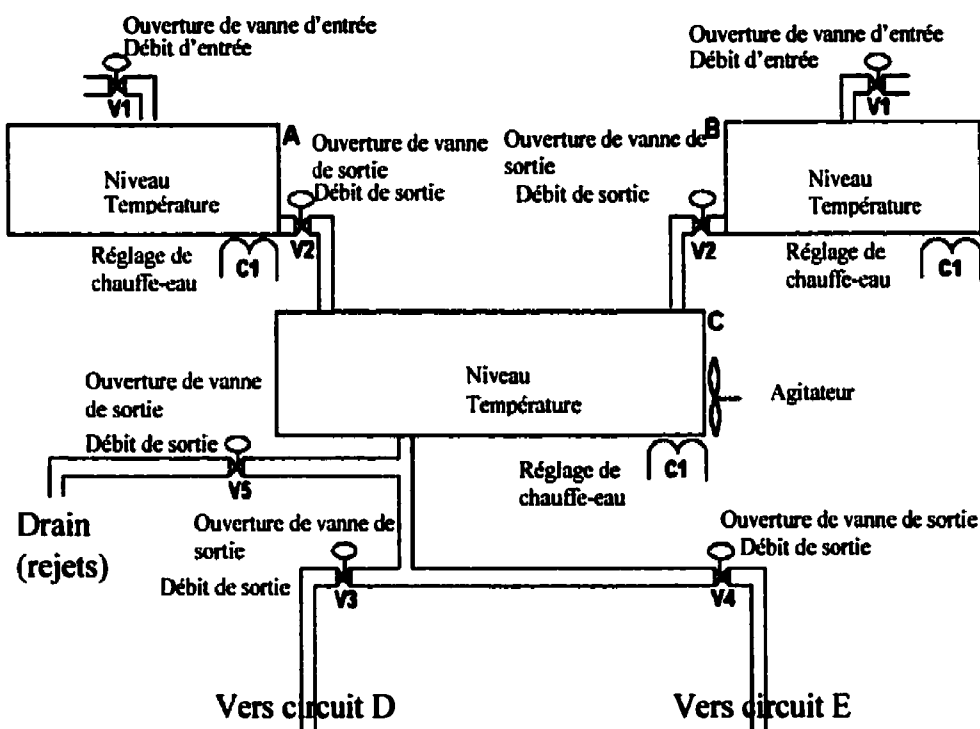 Ouverture de vanne d'entrée
Débit d'entrée
V1
Ouverture de vanne d'entrée
Débit d'entrée
V1
A
Niveau
Température
Ouverture de vanne
de sortie
Débit de sortie
V2
Réglage de
chauffe-eau
C1
Ouverture de vanne de
sortie
Débit de sortie
V2
B
Niveau
Température
Réglage de
chauffe-eau
C1
C
Niveau
Température
Agitateur
Réglage de
chauffe-eau
C1
Ouverture de vanne
de sortie
Débit de sortie
V5
Drain
(rejets)
Ouverture de vanne de
sortie
Débit de sortie
V3
Ouverture de vanne de sortie
Débit de sortie
V4
Vers circuit D
Vers circuit E